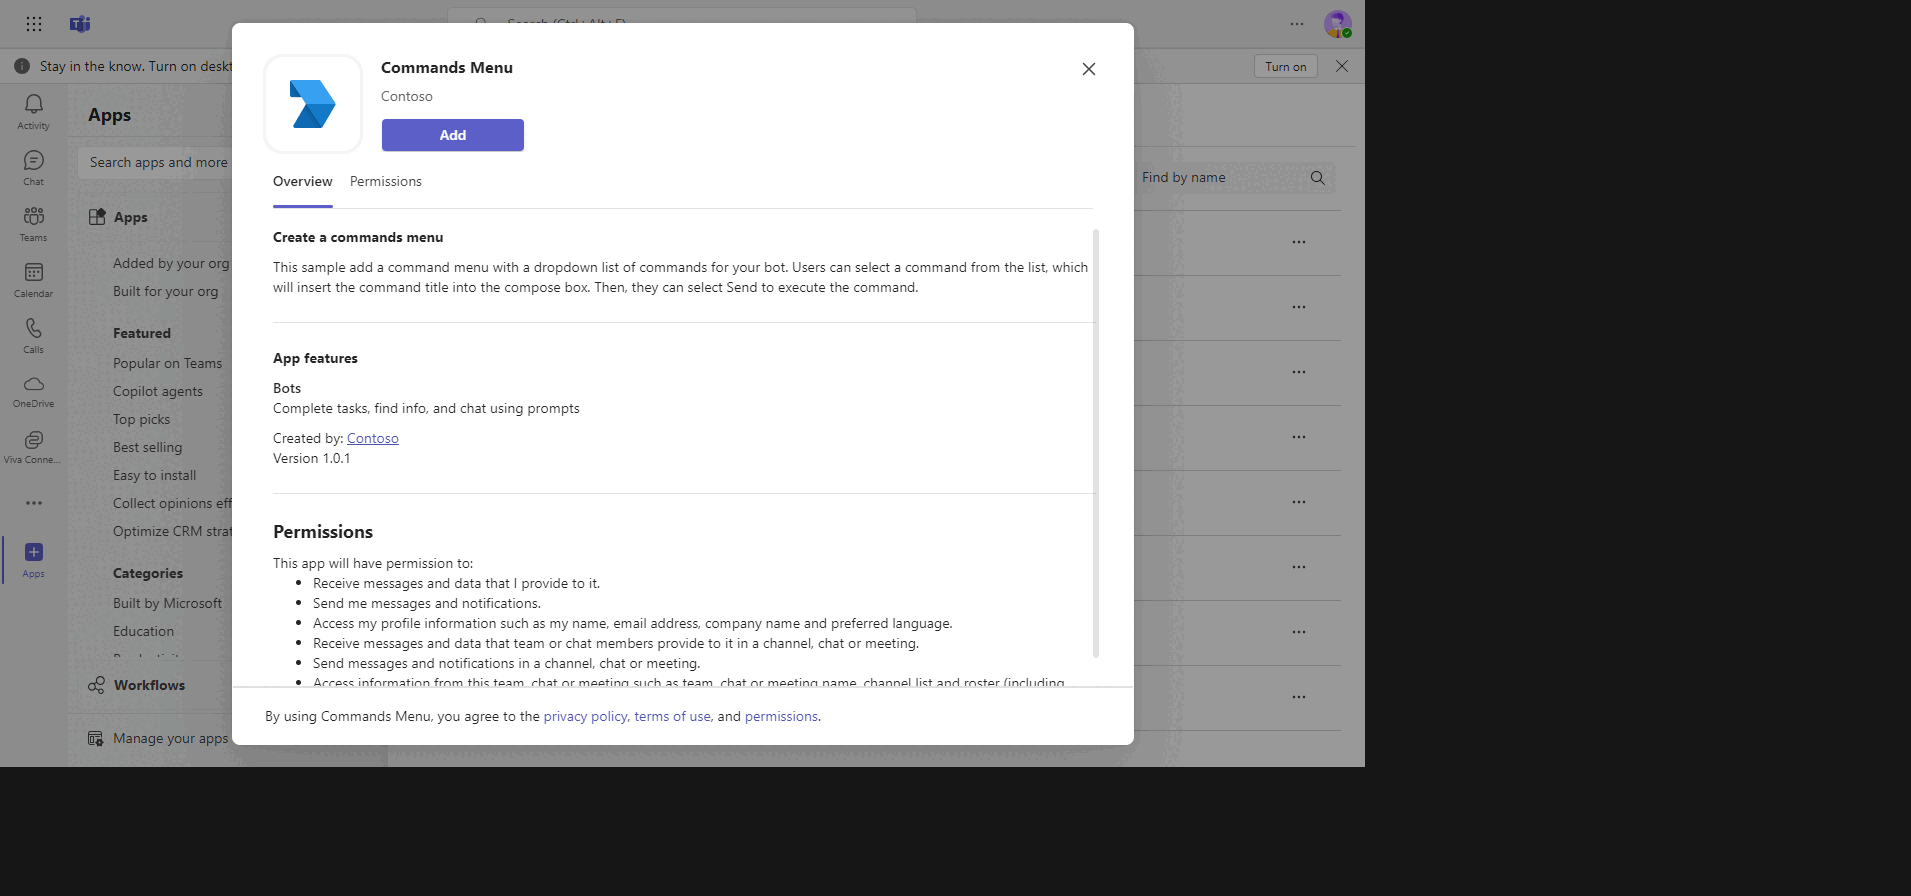 Search (Ctrl+Alt+E)
Stay in the know. Turn on deskt
Turn on
Activity
Chat
Teams
Calendar
Calls
OneDrive
Viva Conne...
Apps
Apps
Search apps and more
Apps
Added by your org
Built for your org
Featured
Popular on Teams
Copilot agents
Top picks
Best selling
Easy to install
Collect opinions eff
Optimize CRM strat
Categories
Built by Microsoft
Education
Workflows
Manage your apps
Find by name
Commands Menu
Contoso
Add
Overview Permissions
Create a commands menu
This sample add a command menu with a dropdown list of commands for your bot. Users can select a command from the list, which
will insert the command title into the compose box. Then, they can select Send to execute the command.
App features
Bots
Complete tasks, find info, and chat using prompts
Created by: Contoso
Version 1.0.1
Permissions
This app will have permission to:
• Receive messages and data that I provide to it.
• Send me messages and notifications.
• Access my profile information such as my name, email address, company name and preferred language.
• Receive messages and data that team or chat members provide to it in a channel, chat or meeting.
• Send messages and notifications in a channel, chat or meeting.
• Access information from this team, chat or meeting such as team, chat or meeting name, channel list and roster (including
By using Commands Menu, you agree to the privacy policy, terms of use, and permissions.